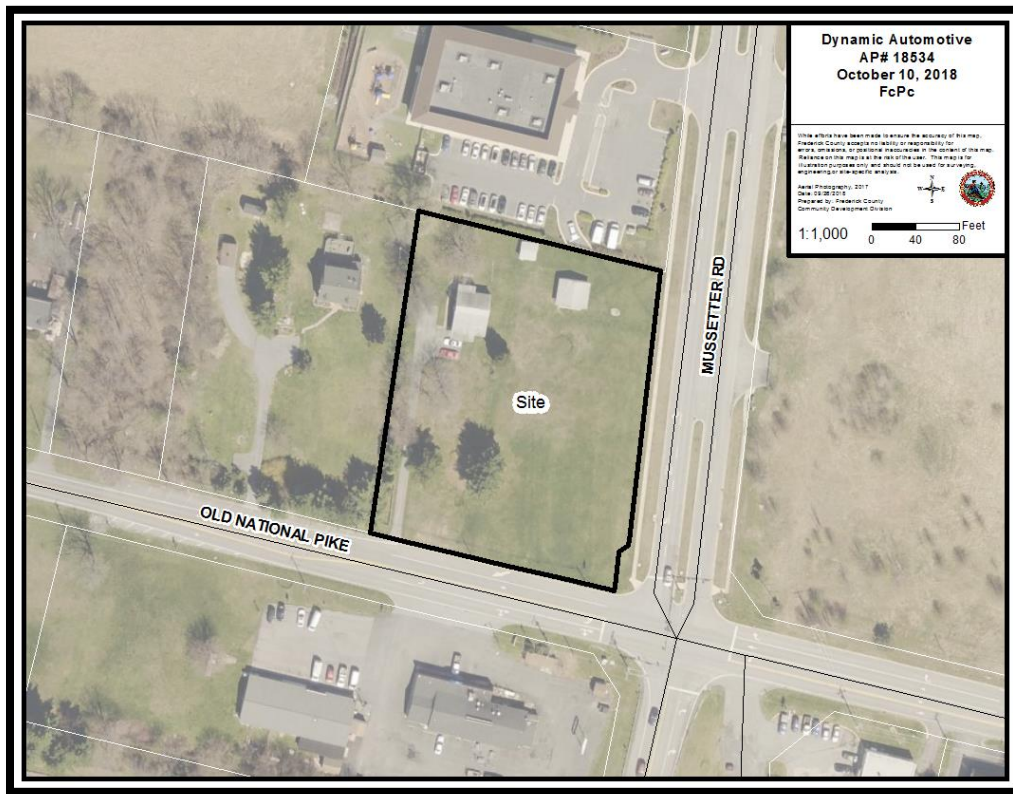 Dynamic Automotive
AP# 18534
October 10, 2018
FcPc
While efforts have been made to ensure the accuracy of this map,
Frederick County accepts no liability or responsibility for
errors, omissions, or positional inaccuracies in the content of this map.
Reliance on this map is at the risk of the user. This map is for
illustration purposes only and should not be used for surveying,
engineering, or site-specific analysis.
Aerial Photography, 2017
Date: 09/28/2018
Prepared by: Frederick County
Community Development Division
N
W E
S
1:1,000
Feet
0 40 80
MUSSETTER RD
Site
OLD NATIONAL PIKE